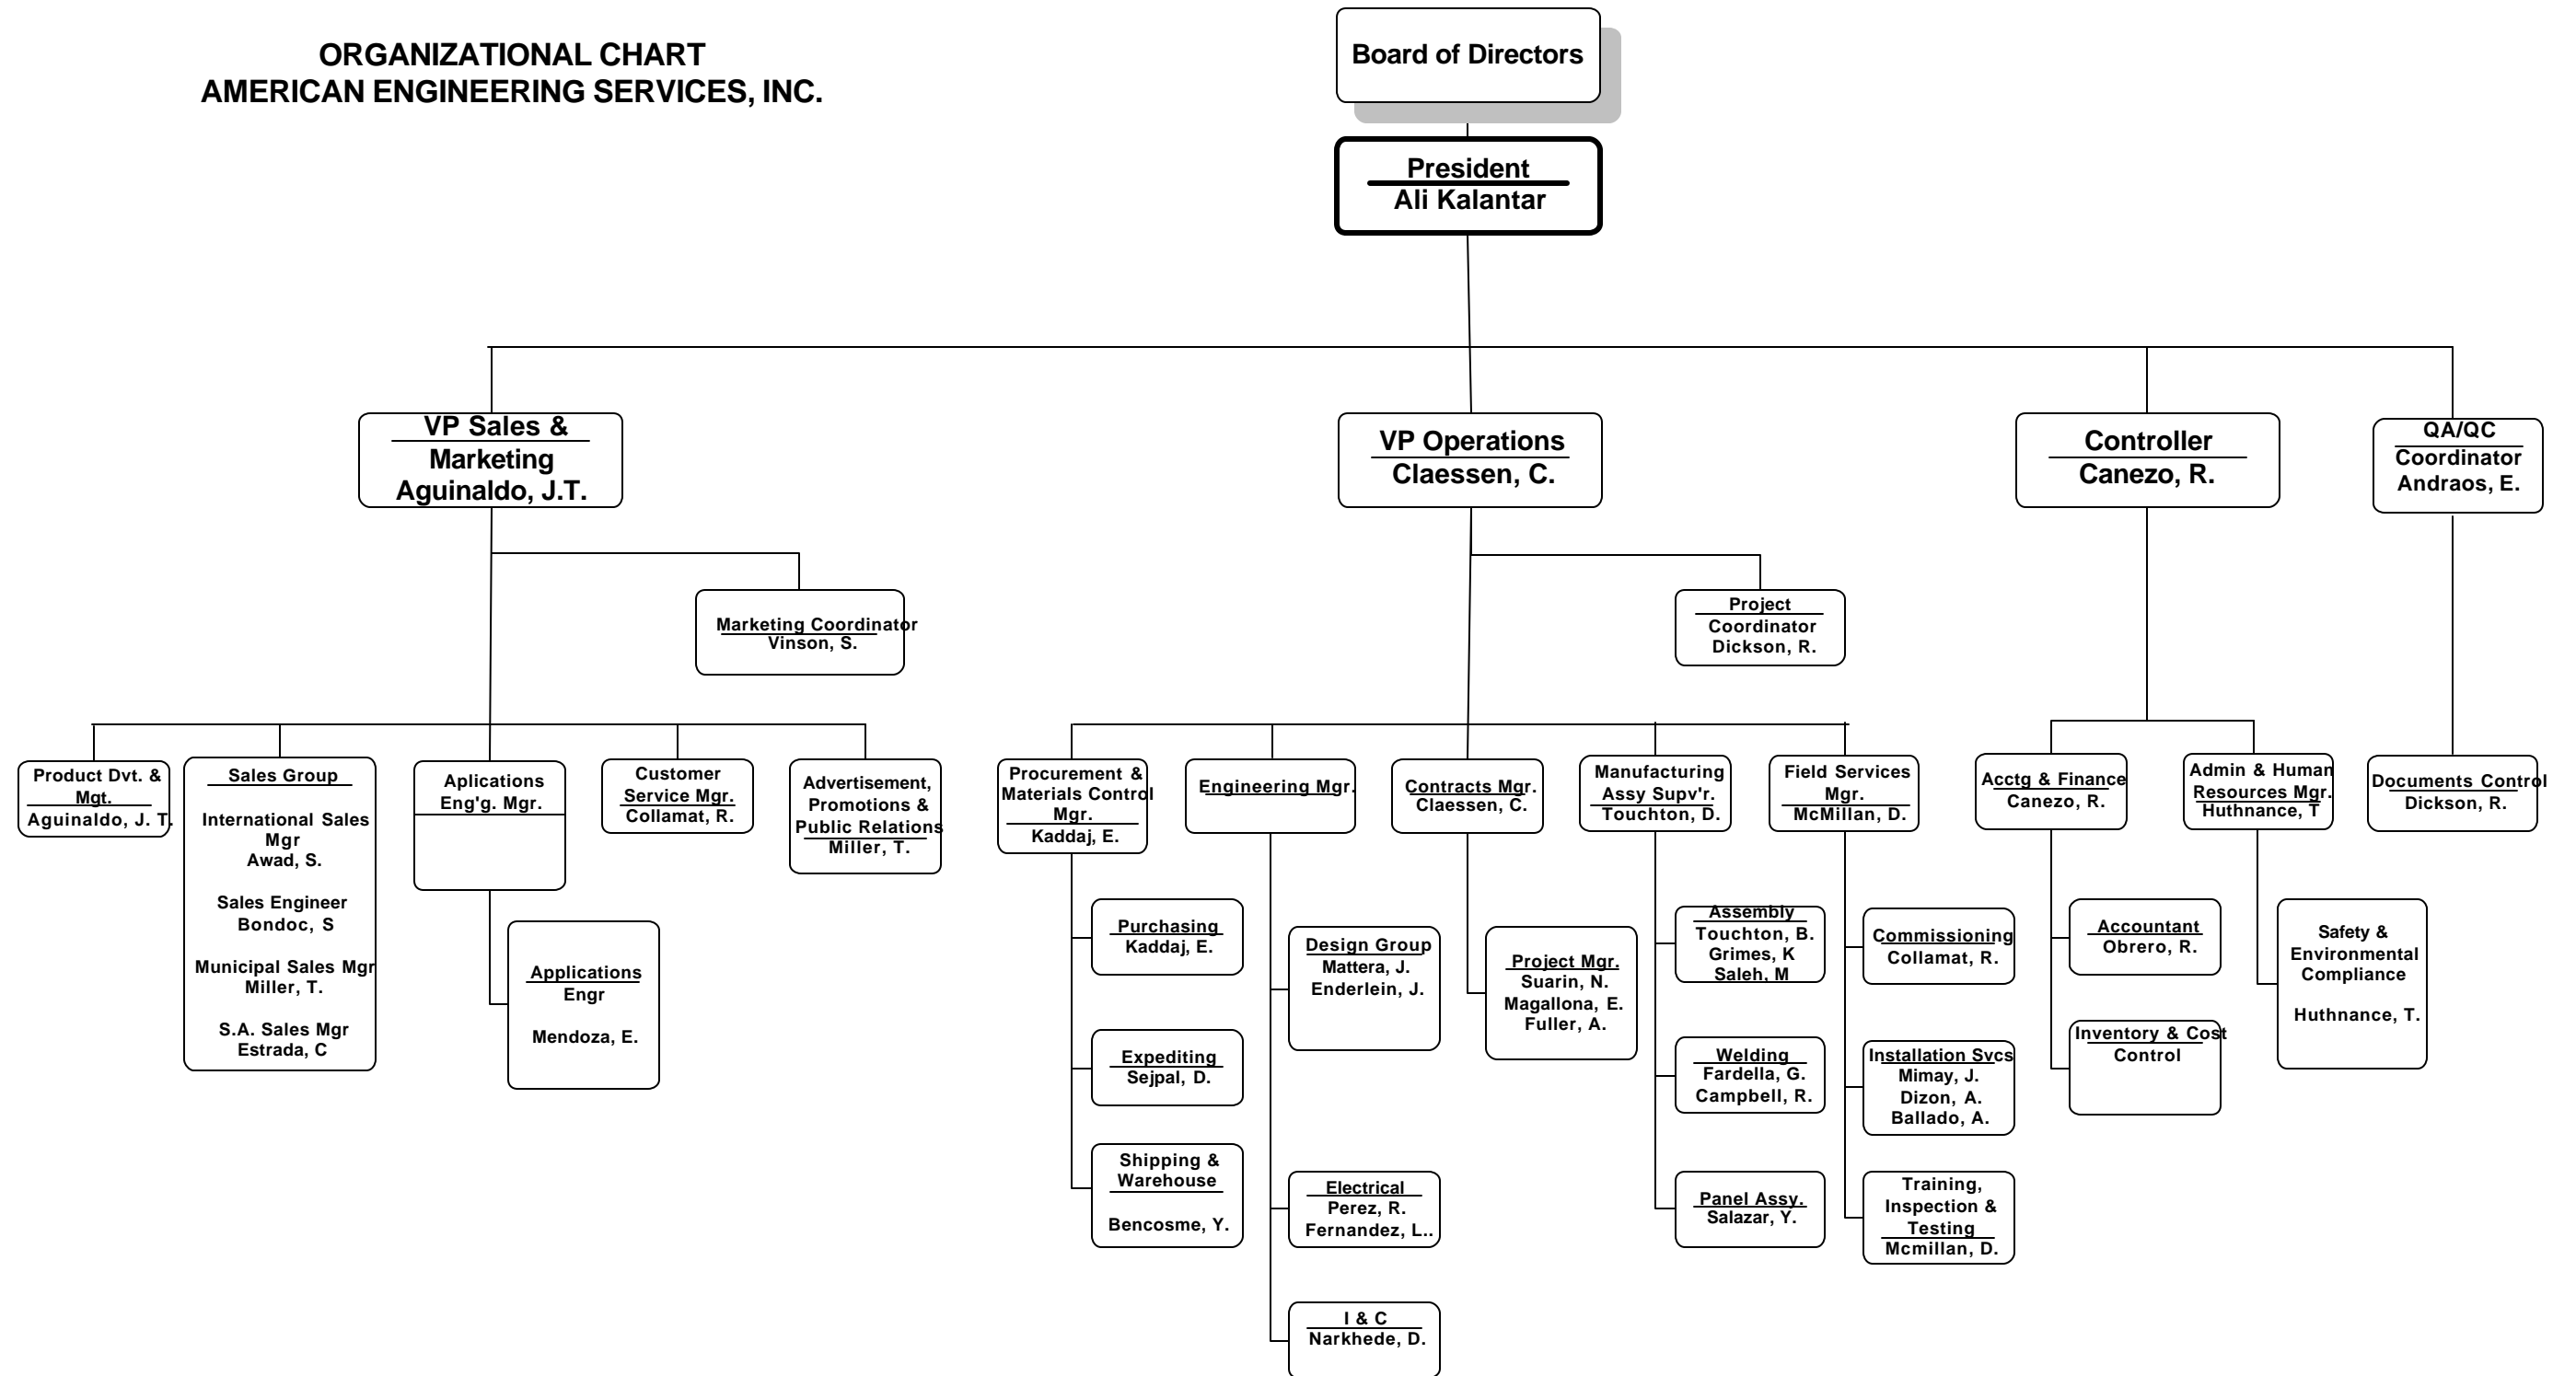 ORGANIZATIONAL CHART
AMERICAN ENGINEERING SERVICES, INC.
Board of Directors
President
Ali Kalantar
VP Sales &
Marketing
Aguinaldo, J.T.
VP Operations
Claessen, C.
Controller
Canezo, R.
QA/QC
Coordinator
Andraos, E.
Marketing Coordinator
Vinson, S.
Project
Coordinator
Dickson, R.
Product Dvt. &
Mgt.
Aguinaldo, J. T.
Sales Group
International Sales
Mgr
Awad, S.
Sales Engineer
Bondoc, S
Municipal Sales Mgr
Miller, T.
S.A. Sales Mgr
Estrada, C
Aplications
Eng'g. Mgr.
Customer
Service Mgr.
Collamat, R.
Advertisement,
Promotions &
Public Relations
Miller, T.
Procurement &
Materials Control
Mgr.
Kaddaj, E.
Engineering Mgr.
Contracts Mgr.
Claessen, C.
Manufacturing
Assy Supv'r.
Touchton, D.
Field Services
Mgr.
McMillan, D.
Acctg & Finance
Canezo, R.
Admin & Human
Resources Mgr.
Huthnance, T
Documents Control
Dickson, R.
Applications
Engr
Mendoza, E.
Purchasing
Kaddaj, E.
Expediting
Sejpal, D.
Shipping &
Warehouse
Bencosme, Y.
Design Group
Mattera, J.
Enderlein, J.
Electrical
Perez, R.
Fernandez, L..
I & C
Narkhede, D.
Project Mgr.
Suarin, N.
Magallona, E.
Fuller, A.
Assembly
Touchton, B.
Grimes, K
Saleh, M
Welding
Fardella, G.
Campbell, R.
Panel Assy.
Salazar, Y.
Commissioning
Collamat, R.
Installation Svcs
Mimay, J.
Dizon, A.
Ballado, A.
Training,
Inspection &
Testing
Mcmillan, D.
Accountant
Obrero, R.
Inventory & Cost
Control
Safety &
Environmental
Compliance
Huthnance, T.